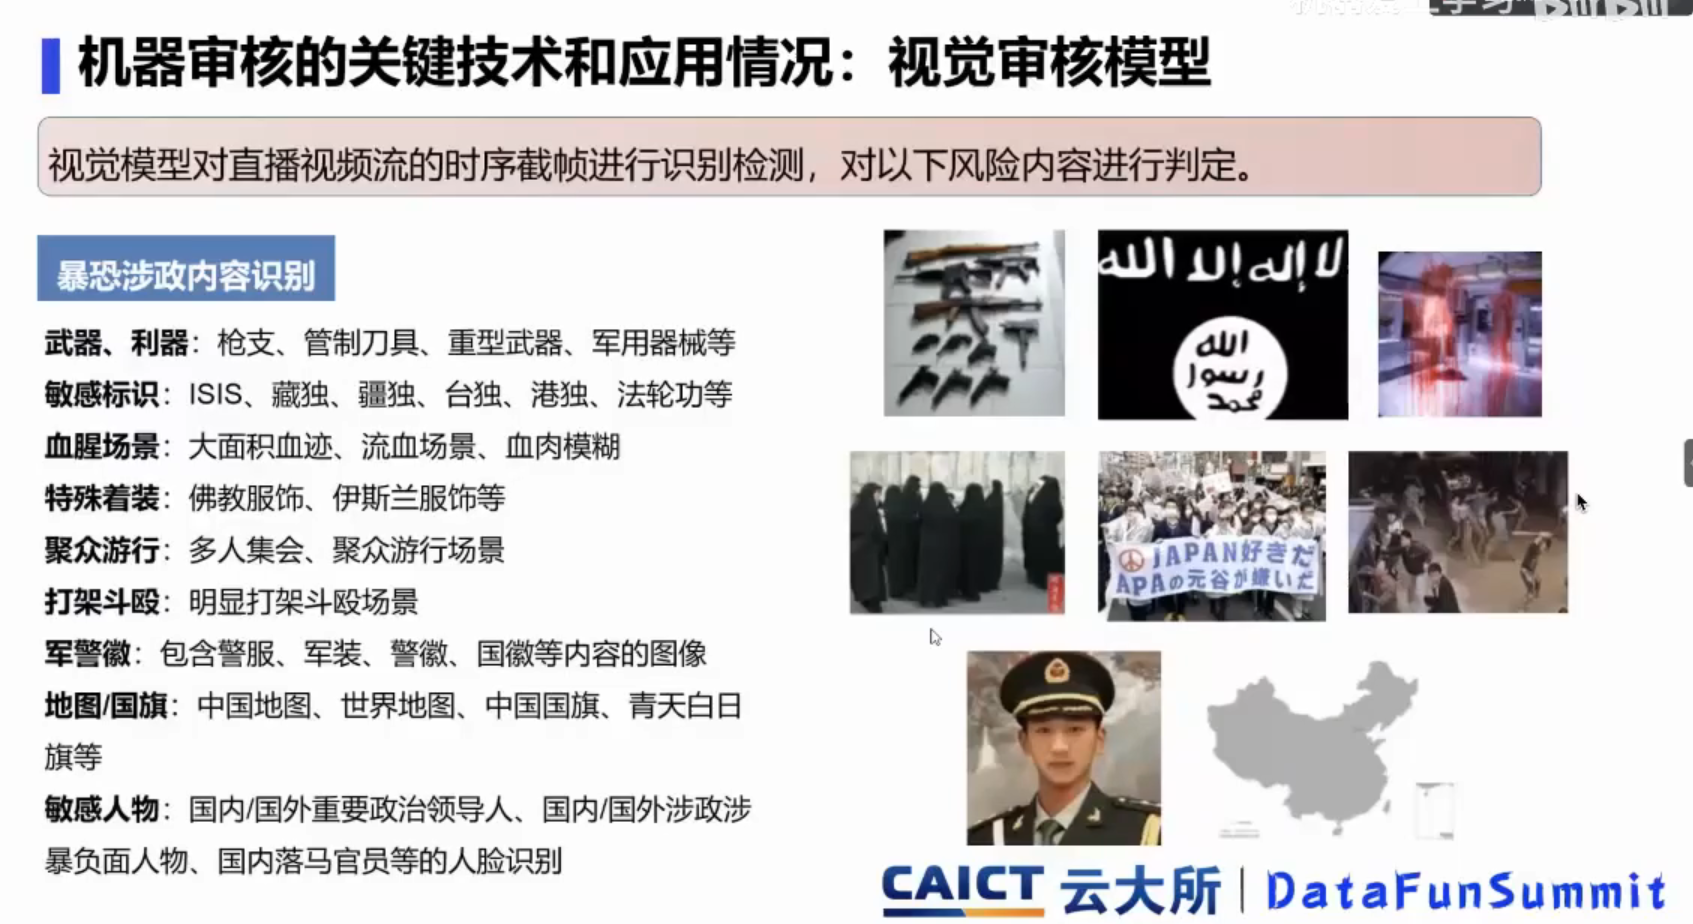 机器审核的关键技术和应用情况：视觉审核模型
视觉模型对直播视频流的时序截帧进行识别检测，对以下风险内容进行判定。
暴恐涉政内容识别
武器、利器：枪支、管制刀具、重型武器、军用器械等
敏感标识：ISIS、藏独、疆独、台独、港独、法轮功等
血腥场景：大面积血迹、流血场景、血肉模糊
特殊着装：佛教服饰、伊斯兰服饰等
聚众游行：多人集会、聚众游行场景
打架斗殴：明显打架斗殴场景
军警徽：包含警服、军装、警徽、国徽等内容的图像
地图/国旗：中国地图、世界地图、中国国旗、青天白日
旗等
敏感人物：国内/国外重要政治领导人、国内/国外涉政涉
暴负面人物、国内落马官员等的人脸识别
لا إله إلا الله
الله
رسول
محمد
JAPAN好きだ
APAの元谷が嫌いだ
CAICT 云大所 | DataFunSummit